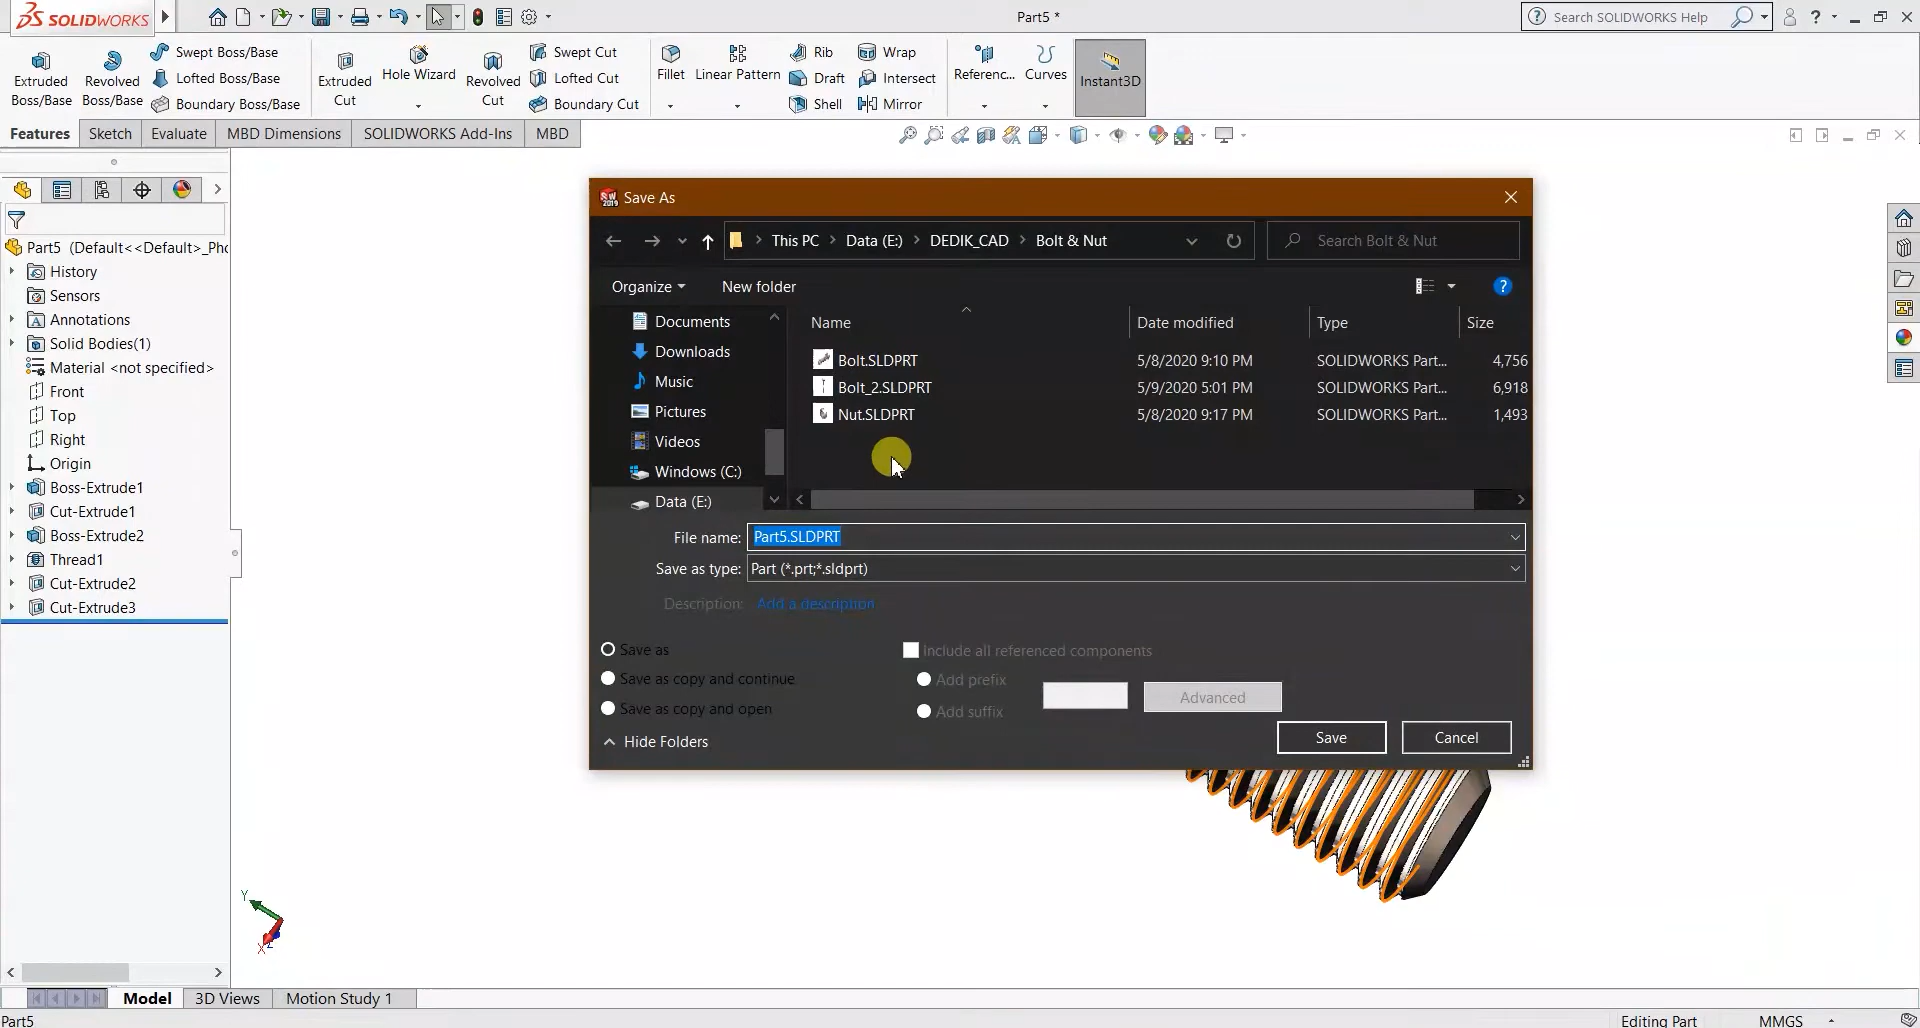 SOLIDWORKS
Part5 *
Search SOLIDWORKS Help
Extruded Boss/Base
Revolved Boss/Base
Swept Boss/Base
Lofted Boss/Base
Boundary Boss/Base
Extruded Cut
Hole Wizard
Revolved Cut
Swept Cut
Lofted Cut
Boundary Cut
Fillet
Linear Pattern
Rib
Draft
Shell
Wrap
Intersect
Mirror
Referenc...
Curves
Instant3D
Features
Sketch
Evaluate
MBD Dimensions
SOLIDWORKS Add-Ins
MBD
Part5 (Default<<Default>_Pho
History
Sensors
Annotations
Solid Bodies(1)
Material <not specified>
Front
Top
Right
Origin
Boss-Extrude1
Cut-Extrude1
Boss-Extrude2
Thread1
Cut-Extrude2
Cut-Extrude3
SW 2019 Save As
This PC > Data (E:) > DEDIK_CAD > Bolt & Nut
Search Bolt & Nut
Organize
New folder
?
Documents
Downloads
Music
Pictures
Videos
Windows (C:)
Data (E:)
Name Date modified Type Size
Bolt.SLDPRT 5/8/2020 9:10 PM SOLIDWORKS Part... 4,756
Bolt_2.SLDPRT 5/9/2020 5:01 PM SOLIDWORKS Part... 6,918
Nut.SLDPRT 5/8/2020 9:17 PM SOLIDWORKS Part... 1,493
File name: Part5.SLDPRT
Save as type: Part (*.prt;*.sldprt)
Description: Add a description
Save as
Save as copy and continue
Save as copy and open
Include all referenced components
Add prefix
Add suffix
Advanced
Hide Folders
Save
Cancel
Y
X
Z
Model
3D Views
Motion Study 1
Part5
Editing Part
MMGS